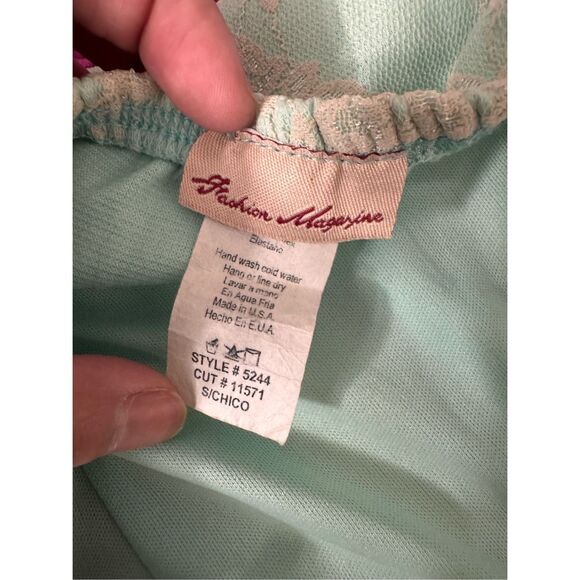 Fashion Magazine
Elastano
Hand wash cold water
Hang or line dry
Lavar a mano
En Agua Fria
Made in U.S.A.
Hecho En E.U.A.
STYLE # 5244
CUT # 11571
S/CHICO